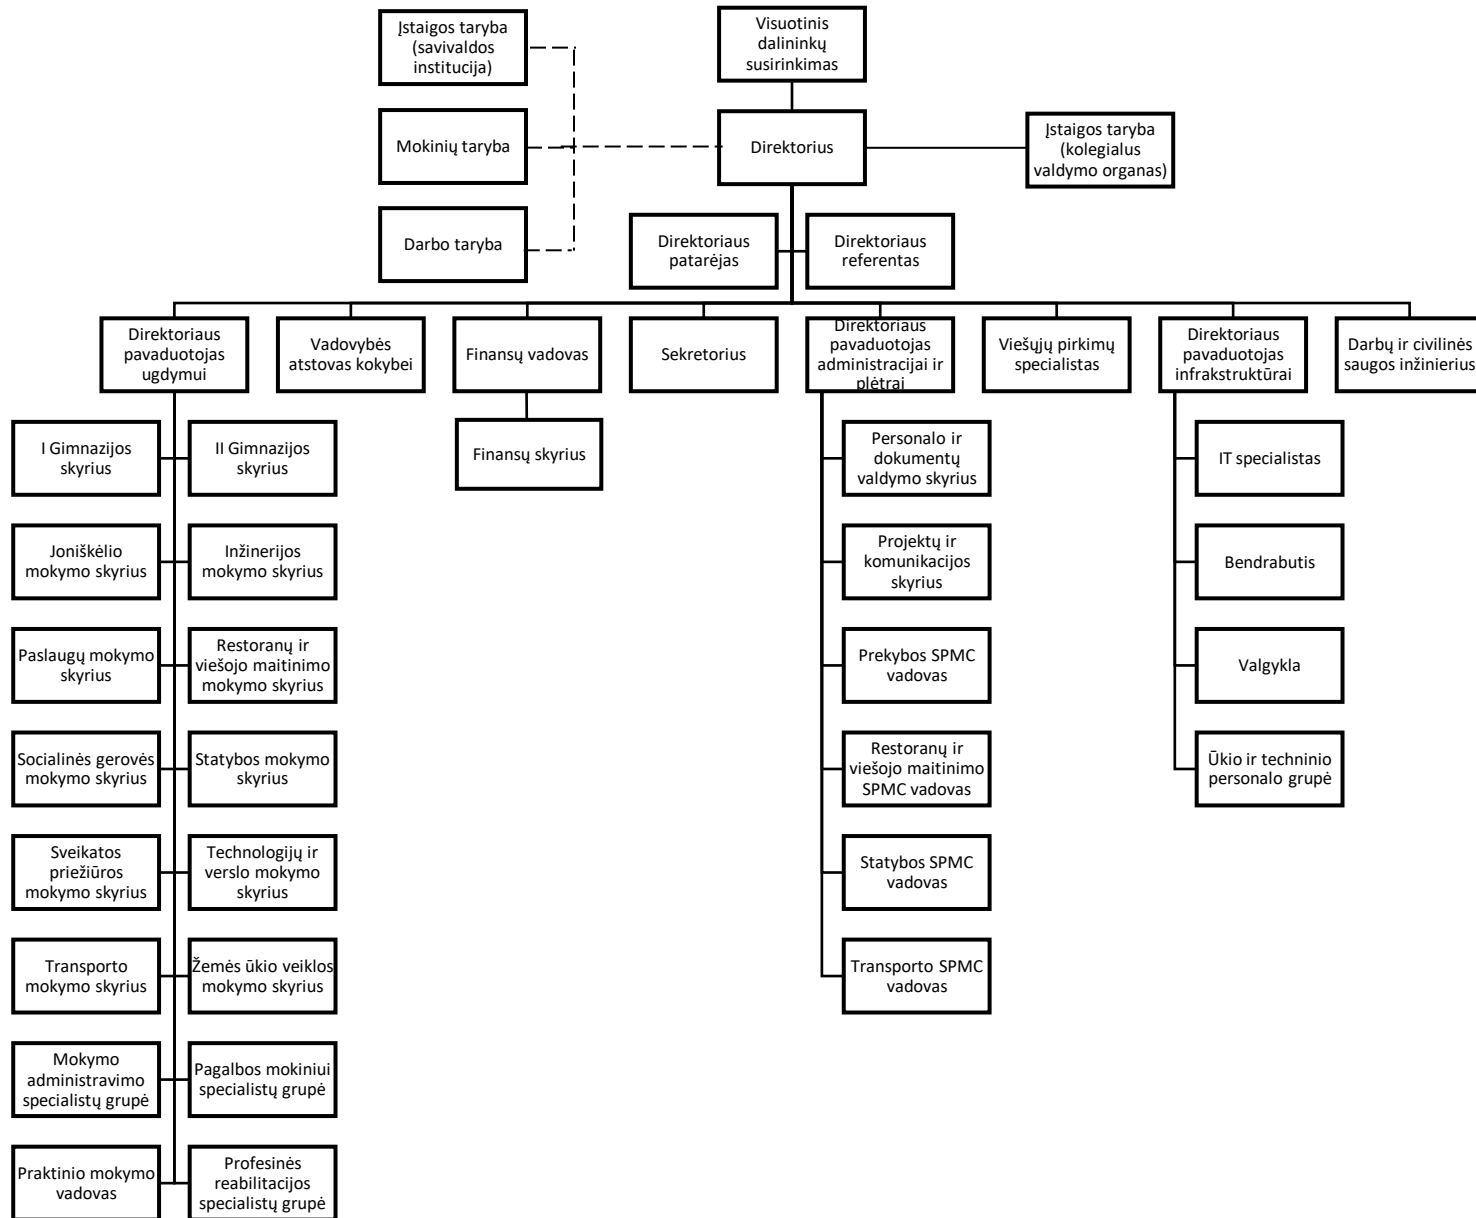 Įstaigos taryba
(savivaldos
institucija)
Visuotinis
dalininkų
susirinkimas
Mokinių taryba
Direktorius
Įstaigos taryba
(kolegialus
valdymo organas)
Darbo taryba
Direktoriaus
patarėjas
Direktoriaus
referentas
Direktoriaus
pavaduotojas
ugdymui
Vadovybės
atstovas kokybei
Finansų vadovas
Sekretorius
Direktoriaus
pavaduotojas
administracijai ir
plėtrai
Viešųjų pirkimų
specialistas
Direktoriaus
pavaduotojas
infrakstruktūrai
Darbų ir civilinės
saugos inžinierius
I Gimnazijos
skyrius
II Gimnazijos
skyrius
Finansų skyrius
Personalo ir
dokumentų
valdymo skyrius
IT specialistas
Joniškėlio
mokymo skyrius
Inžinerijos
mokymo skyrius
Projektų ir
komunikacijos
skyrius
Bendrabutis
Paslaugų mokymo
skyrius
Restoranų ir
viešojo maitinimo
mokymo skyrius
Prekybos SPMC
vadovas
Valgykla
Socialinės gerovės
mokymo skyrius
Statybos mokymo
skyrius
Restoranų ir
viešojo maitinimo
SPMC vadovas
Ūkio ir techninio
personalo grupė
Sveikatos
priežiūros
mokymo skyrius
Technologijų ir
verslo mokymo
skyrius
Statybos SPMC
vadovas
Transporto
mokymo skyrius
Žemės ūkio veiklos
mokymo skyrius
Transporto SPMC
vadovas
Mokymo
administravimo
specialistų grupė
Pagalbos mokiniui
specialistų grupė
Praktinio mokymo
vadovas
Profesinės
reabilitacijos
specialistų grupė